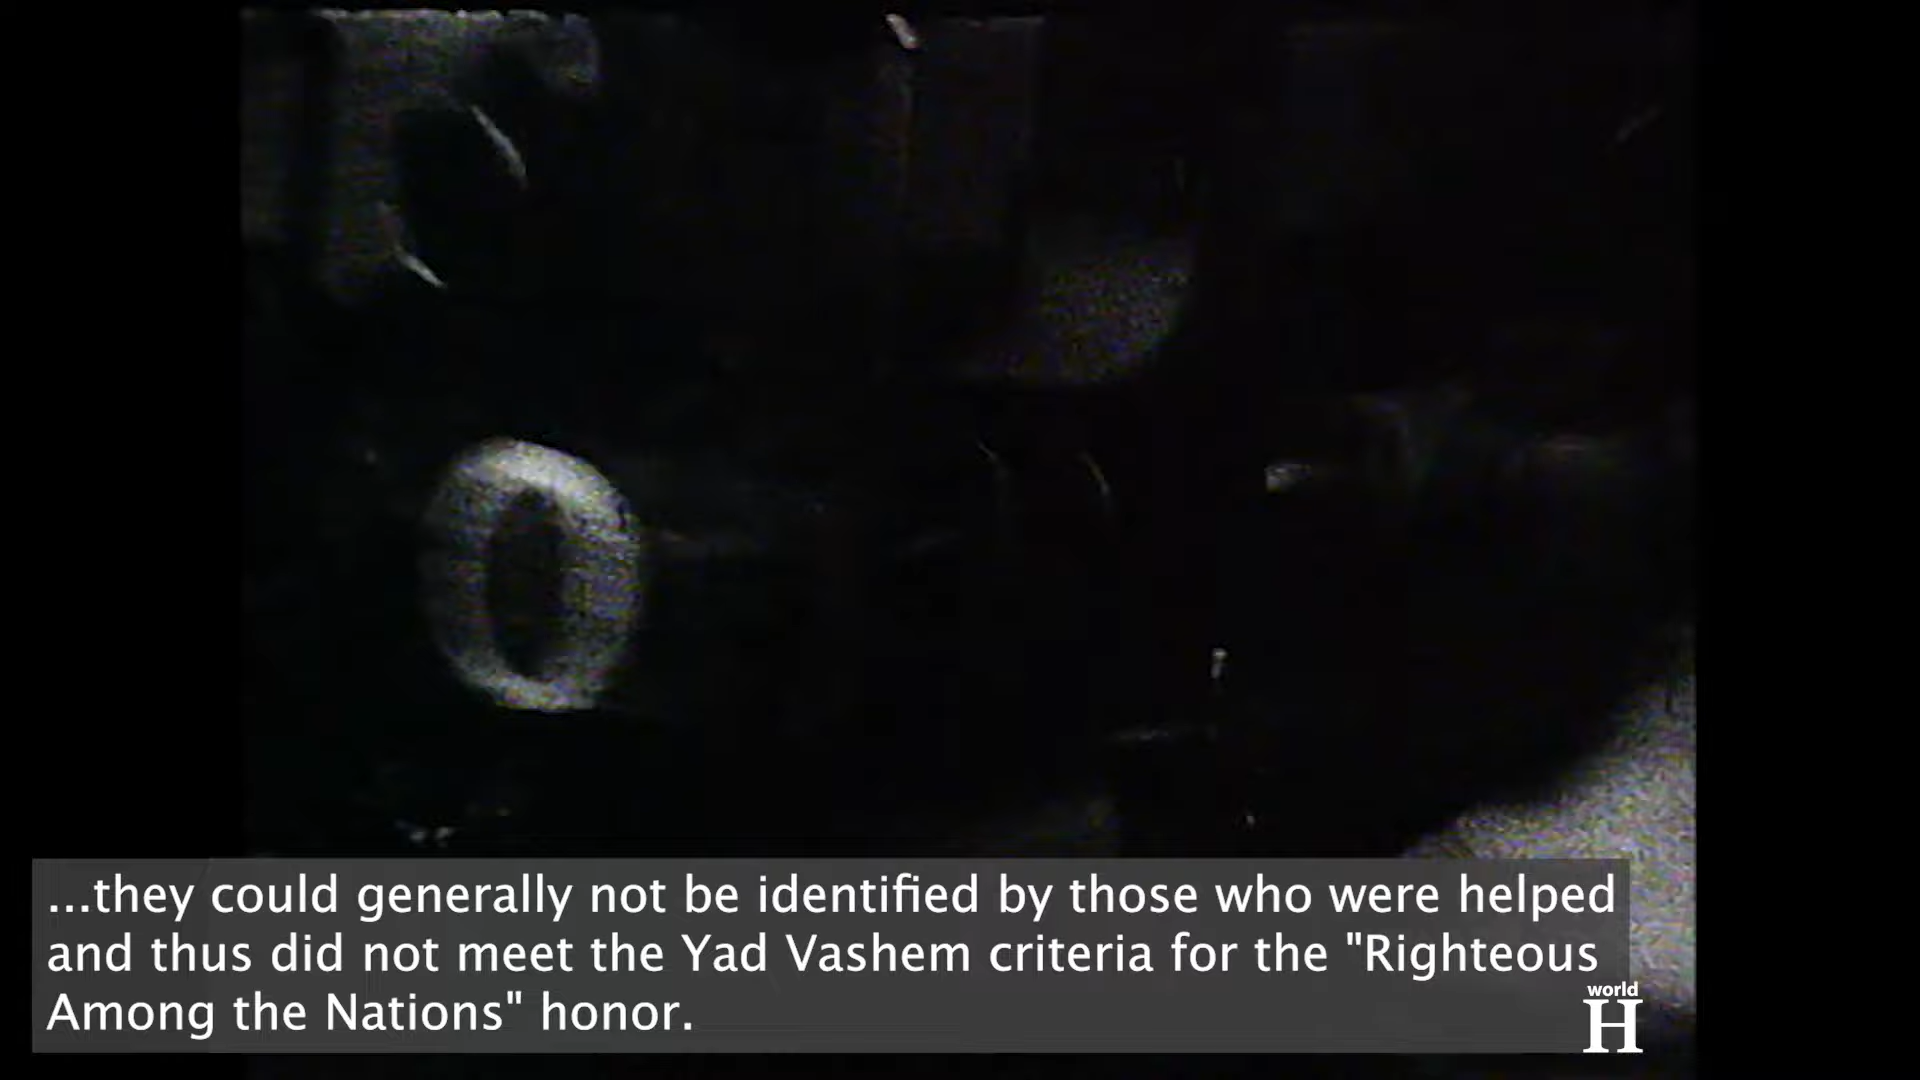 O
...they could generally not be identified by those who were helped
and thus did not meet the Yad Vashem criteria for the "Righteous
Among the Nations" honor.
world
H